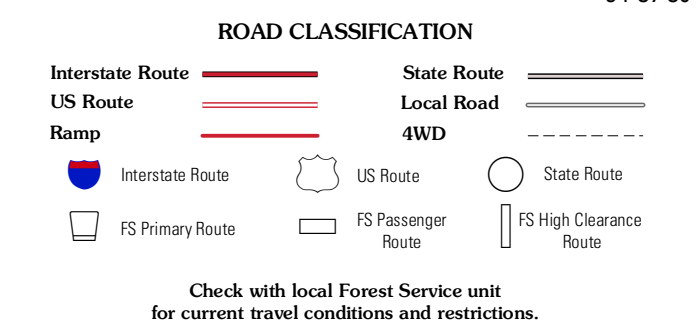 ROAD CLASSIFICATION
Interstate Route
State Route
US Route
Local Road
Ramp
4WD
Interstate Route
US Route
State Route
FS Primary Route
FS Passenger
Route
FS High Clearance
Route
Check with local Forest Service unit
for current travel conditions and restrictions.